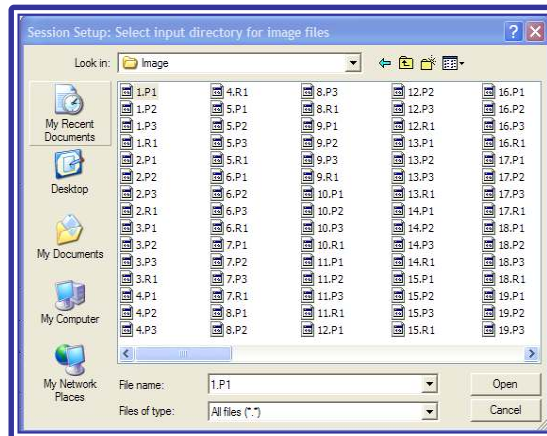 Session Setup: Select input directory for image files
Look in:
Image
My Recent
Documents
Desktop
My Documents
My Computer
My Network
Places
1.P1
1.P2
1.P3
1.R1
2.P1
2.P2
2.P3
2.R1
3.P1
3.P2
3.R1
4.P1
4.P2
4.P3
4.R1
5.P1
5.P2
5.P3
5.R1
6.P1
6.P2
6.P3
6.R1
7.P1
7.P2
7.P3
7.R1
8.P1
8.P2
8.P3
8.R1
9.P1
9.P2
9.P3
9.R1
10.P1
10.P2
10.P3
10.R1
11.P1
11.P2
11.P3
11.R1
12.P1
12.P2
12.P3
12.R1
13.P1
13.P2
13.P3
13.R1
14.P1
14.P2
14.P3
14.R1
15.P1
15.P2
15.P3
15.R1
16.P1
16.P2
16.P3
16.R1
17.P1
17.P2
17.P3
17.R1
18.P1
18.P2
18.P3
18.R1
19.P1
19.P2
19.P3
File name:
1.P1
Open
Files of type:
All files (*.*)
Cancel